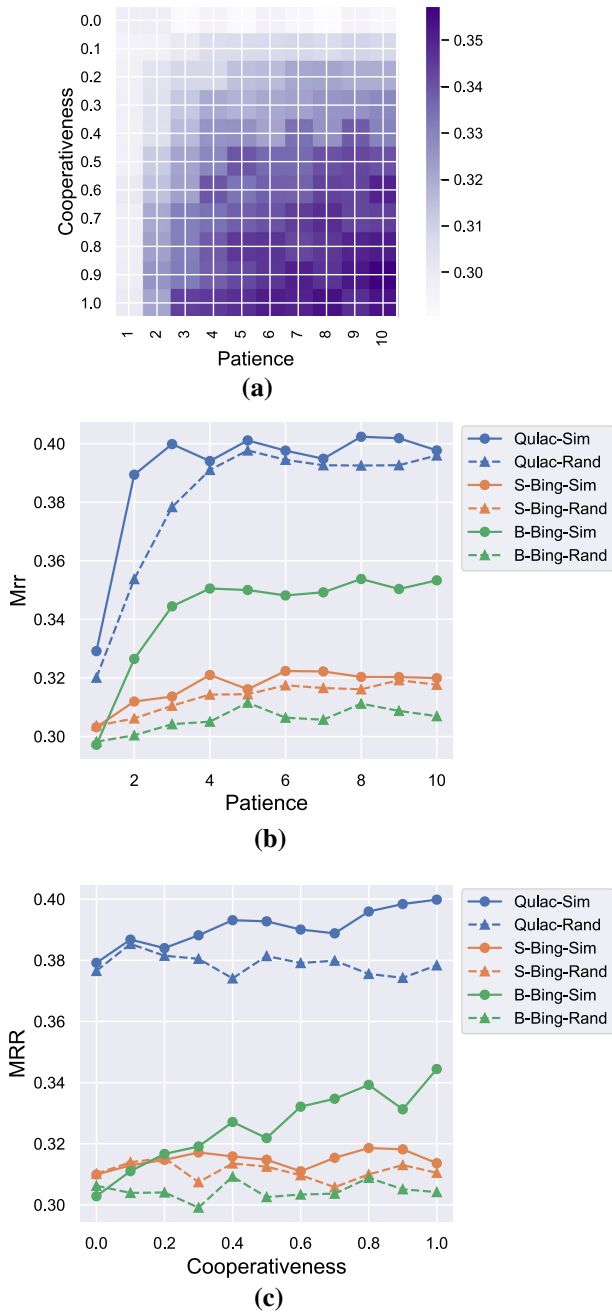 0.0
0.1
0.2
0.3
0.4
0.5
0.6
0.7
0.8
0.9
1.0
Cooperativeness
1 2 3 4 5 6 7 8 9 10
Patience
0.35
0.34
0.33
0.32
0.31
0.30
(a)
0.40
0.38
0.36
0.34
0.32
0.30
Mrr
2 4 6 8 10
Patience
Qulac-Sim
Qulac-Rand
S-Bing-Sim
S-Bing-Rand
B-Bing-Sim
B-Bing-Rand
(b)
0.40
0.38
0.36
0.34
0.32
0.30
MRR
0.0 0.2 0.4 0.6 0.8 1.0
Cooperativeness
Qulac-Sim
Qulac-Rand
S-Bing-Sim
S-Bing-Rand
B-Bing-Sim
B-Bing-Rand
(c)